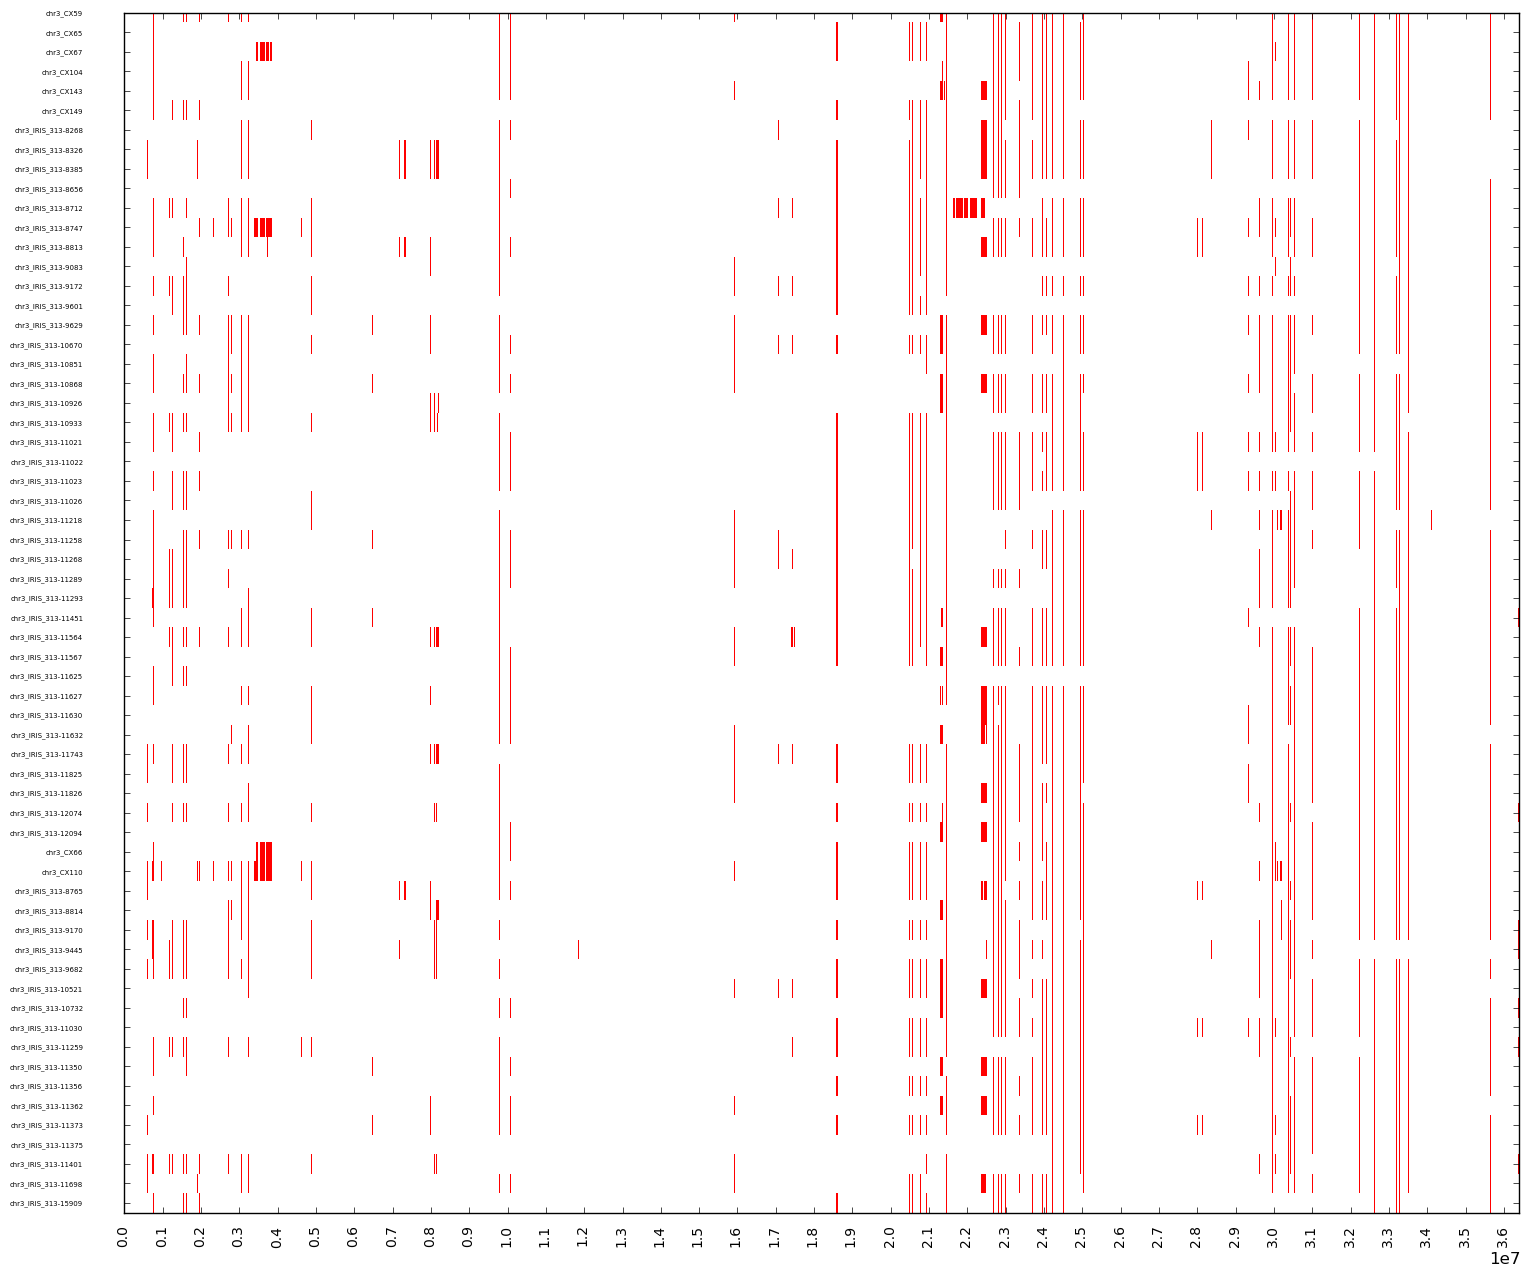 chr3_CX59
chr3_CX65
chr3_CX67
chr3_CX104
chr3_CX143
chr3_CX149
chr3_IRIS_313-8268
chr3_IRIS_313-8326
chr3_IRIS_313-8385
chr3_IRIS_313-8656
chr3_IRIS_313-8712
chr3_IRIS_313-8747
chr3_IRIS_313-8813
chr3_IRIS_313-9083
chr3_IRIS_313-9172
chr3_IRIS_313-9601
chr3_IRIS_313-9629
chr3_IRIS_313-10670
chr3_IRIS_313-10851
chr3_IRIS_313-10868
chr3_IRIS_313-10926
chr3_IRIS_313-10933
chr3_IRIS_313-11021
chr3_IRIS_313-11022
chr3_IRIS_313-11023
chr3_IRIS_313-11026
chr3_IRIS_313-11218
chr3_IRIS_313-11258
chr3_IRIS_313-11268
chr3_IRIS_313-11289
chr3_IRIS_313-11293
chr3_IRIS_313-11451
chr3_IRIS_313-11564
chr3_IRIS_313-11567
chr3_IRIS_313-11625
chr3_IRIS_313-11627
chr3_IRIS_313-11630
chr3_IRIS_313-11632
chr3_IRIS_313-11743
chr3_IRIS_313-11825
chr3_IRIS_313-11826
chr3_IRIS_313-12074
chr3_IRIS_313-12094
chr3_CX66
chr3_CX110
chr3_IRIS_313-8765
chr3_IRIS_313-8814
chr3_IRIS_313-9170
chr3_IRIS_313-9445
chr3_IRIS_313-9682
chr3_IRIS_313-10521
chr3_IRIS_313-10732
chr3_IRIS_313-11030
chr3_IRIS_313-11259
chr3_IRIS_313-11350
chr3_IRIS_313-11356
chr3_IRIS_313-11362
chr3_IRIS_313-11373
chr3_IRIS_313-11375
chr3_IRIS_313-11401
chr3_IRIS_313-11698
chr3_IRIS_313-15909
0.0 0.1 0.2 0.3 0.4 0.5 0.6 0.7 0.8 0.9 1.0 1.1 1.2 1.3 1.4 1.5 1.6 1.7 1.8 1.9 2.0 2.1 2.2 2.3 2.4 2.5 2.6 2.7 2.8 2.9 3.0 3.1 3.2 3.3 3.4 3.5 3.6
1e7